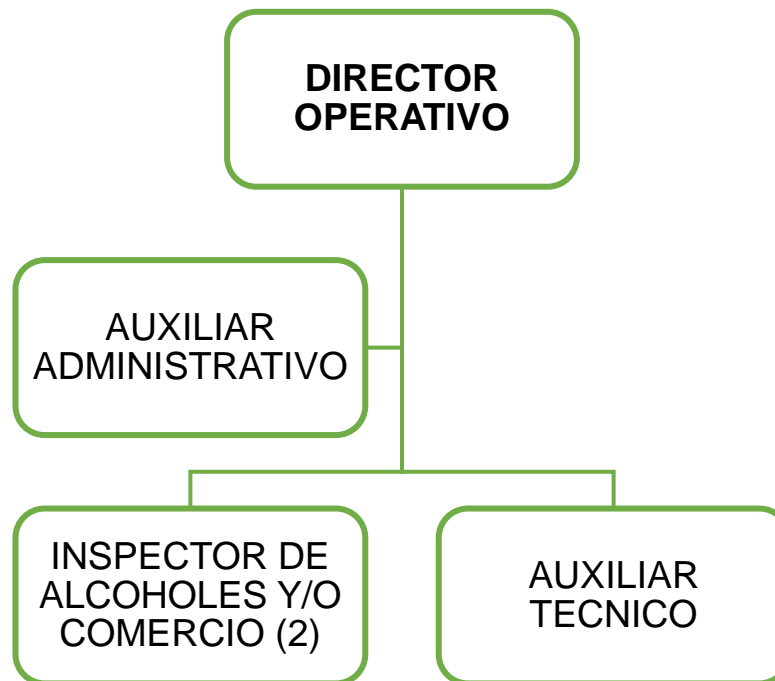 DIRECTOR
OPERATIVO
AUXILIAR
ADMINISTRATIVO
INSPECTOR DE
ALCOHOLES Y/O
COMERCIO (2)
AUXILIAR
TECNICO